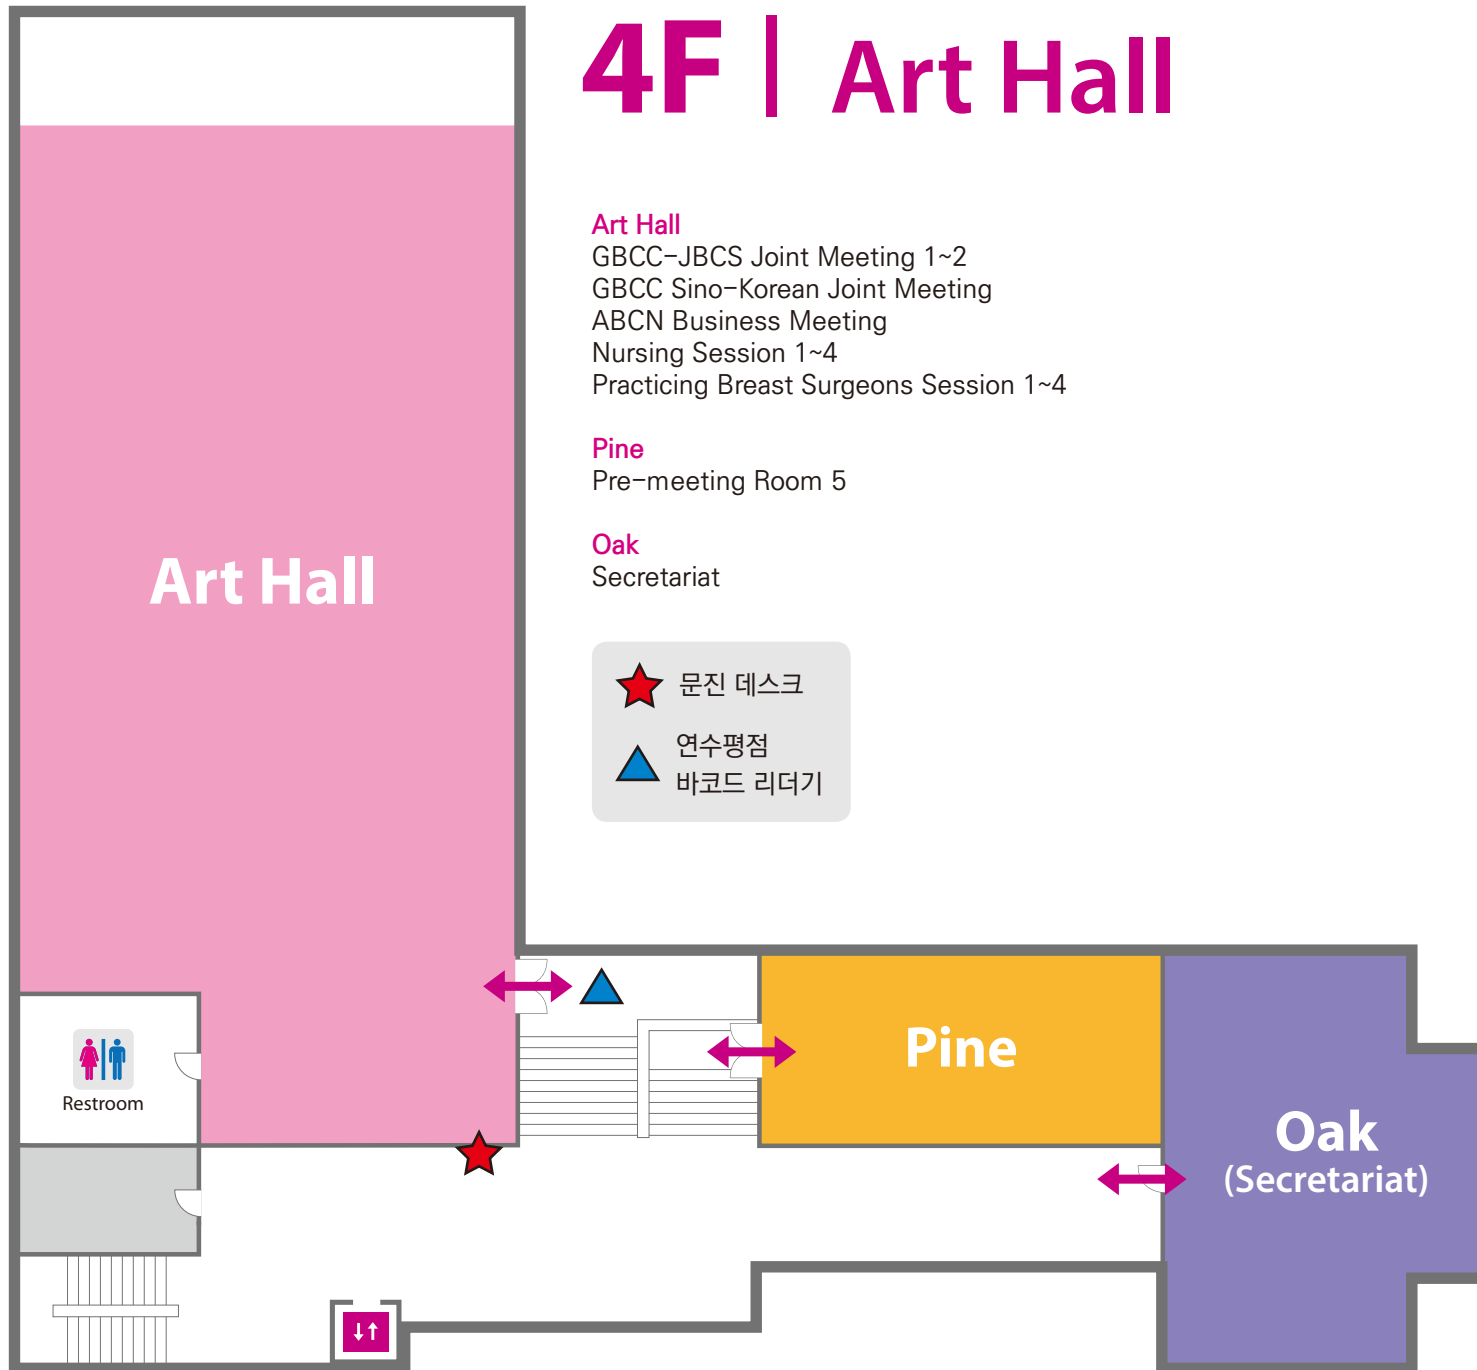 4F | Art Hall
Art Hall
GBCC-JBCS Joint Meeting 1~2
GBCC Sino-Korean Joint Meeting
ABCN Business Meeting
Nursing Session 1~4
Practicing Breast Surgeons Session 1~4
Pine
Pre-meeting Room 5
Oak
Secretariat
문진 데스크
연수평점
바코드 리더기
Art Hall
Pine
Restroom
Oak
(Secretariat)